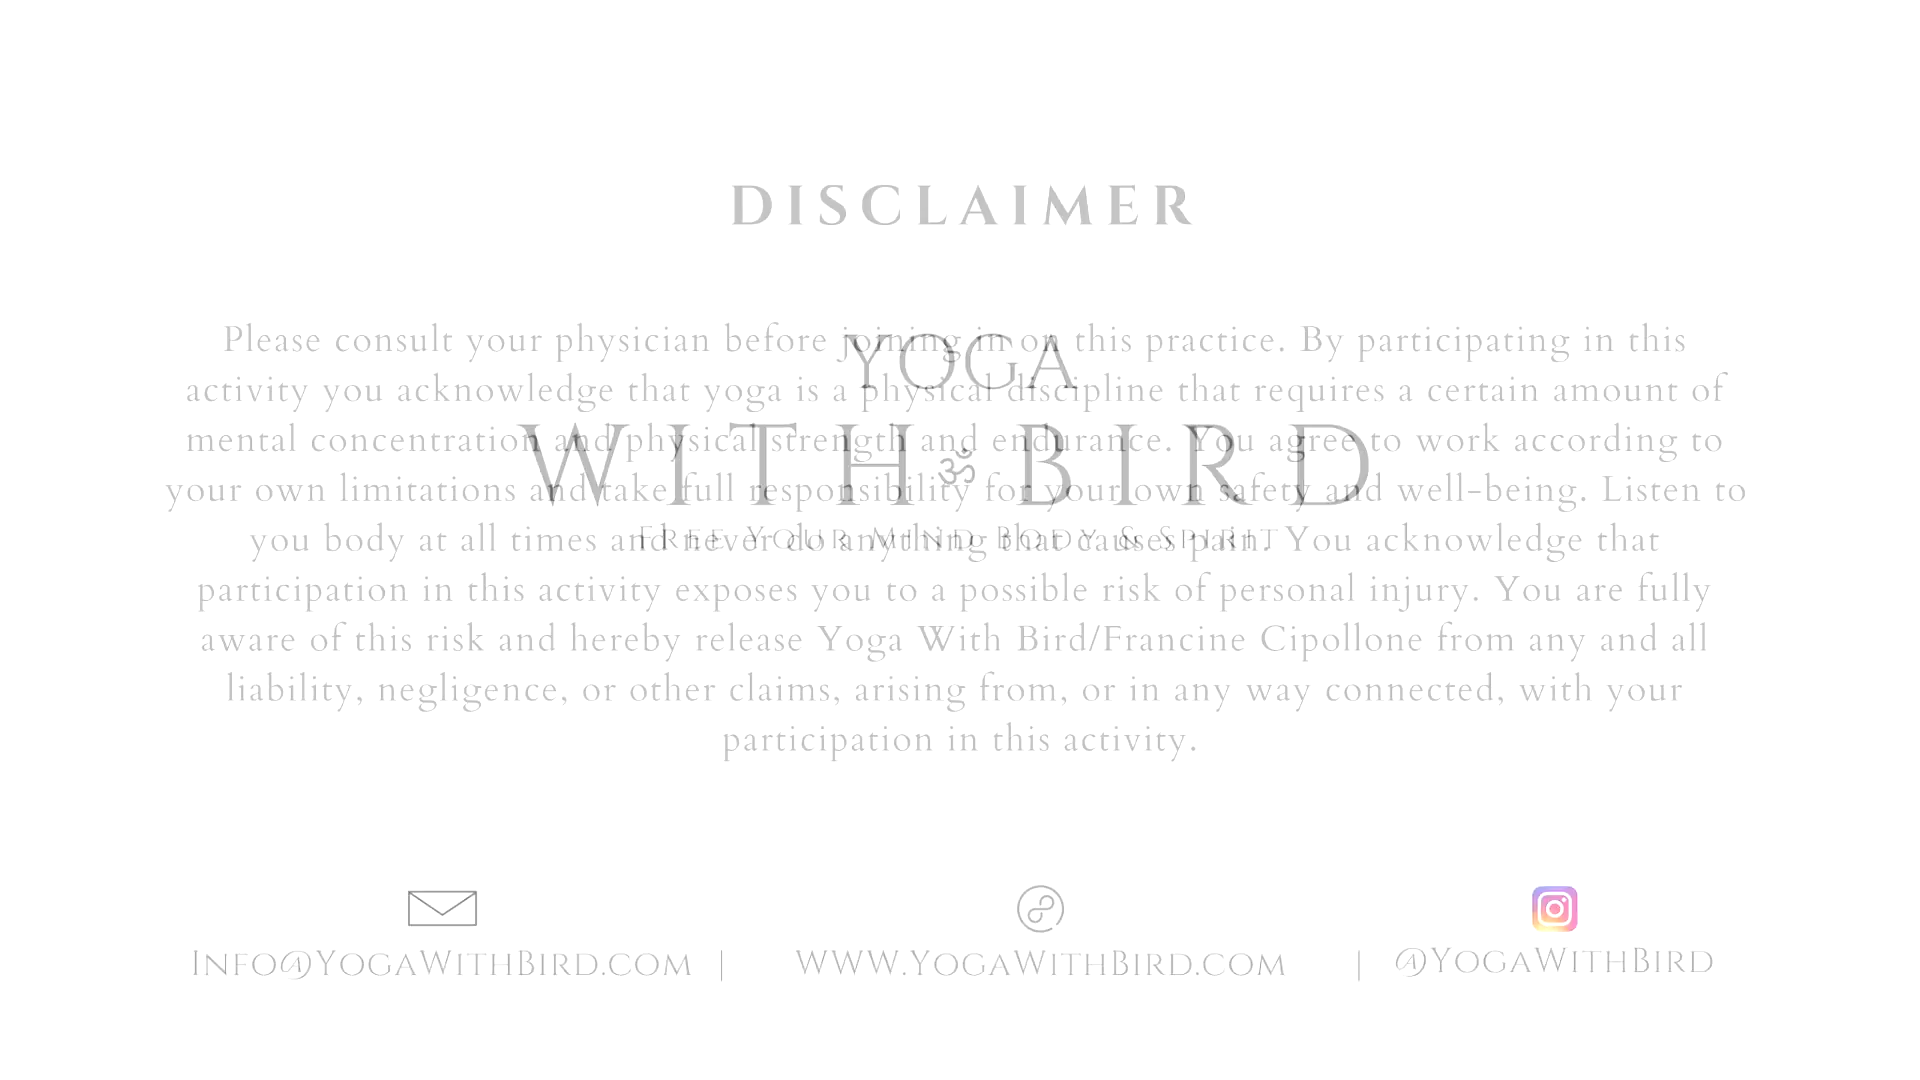 DISCLAIMER
Please consult your physician before joining in on this practice. By participating in this
activity you acknowledge that yoga is a physical discipline that requires a certain amount of
mental concentration and physical strength and endurance. You agree to work according to
your own limitations and take full responsibility for your own safety and well-being. Listen to
you body at all times and never do anything that causes pain. You acknowledge that
participation in this activity exposes you to a possible risk of personal injury. You are fully
aware of this risk and hereby release Yoga With Bird/Francine Cipollone from any and all
liability, negligence, or other claims, arising from, or in any way connected, with your
participation in this activity.
YOGA
WITH ॐ BIRD
FREE YOUR MIND BODY & SPIRIT
INFO@YOGAWITHBIRD.COM | WWW.YOGAWITHBIRD.COM | @YOGAWITHBIRD